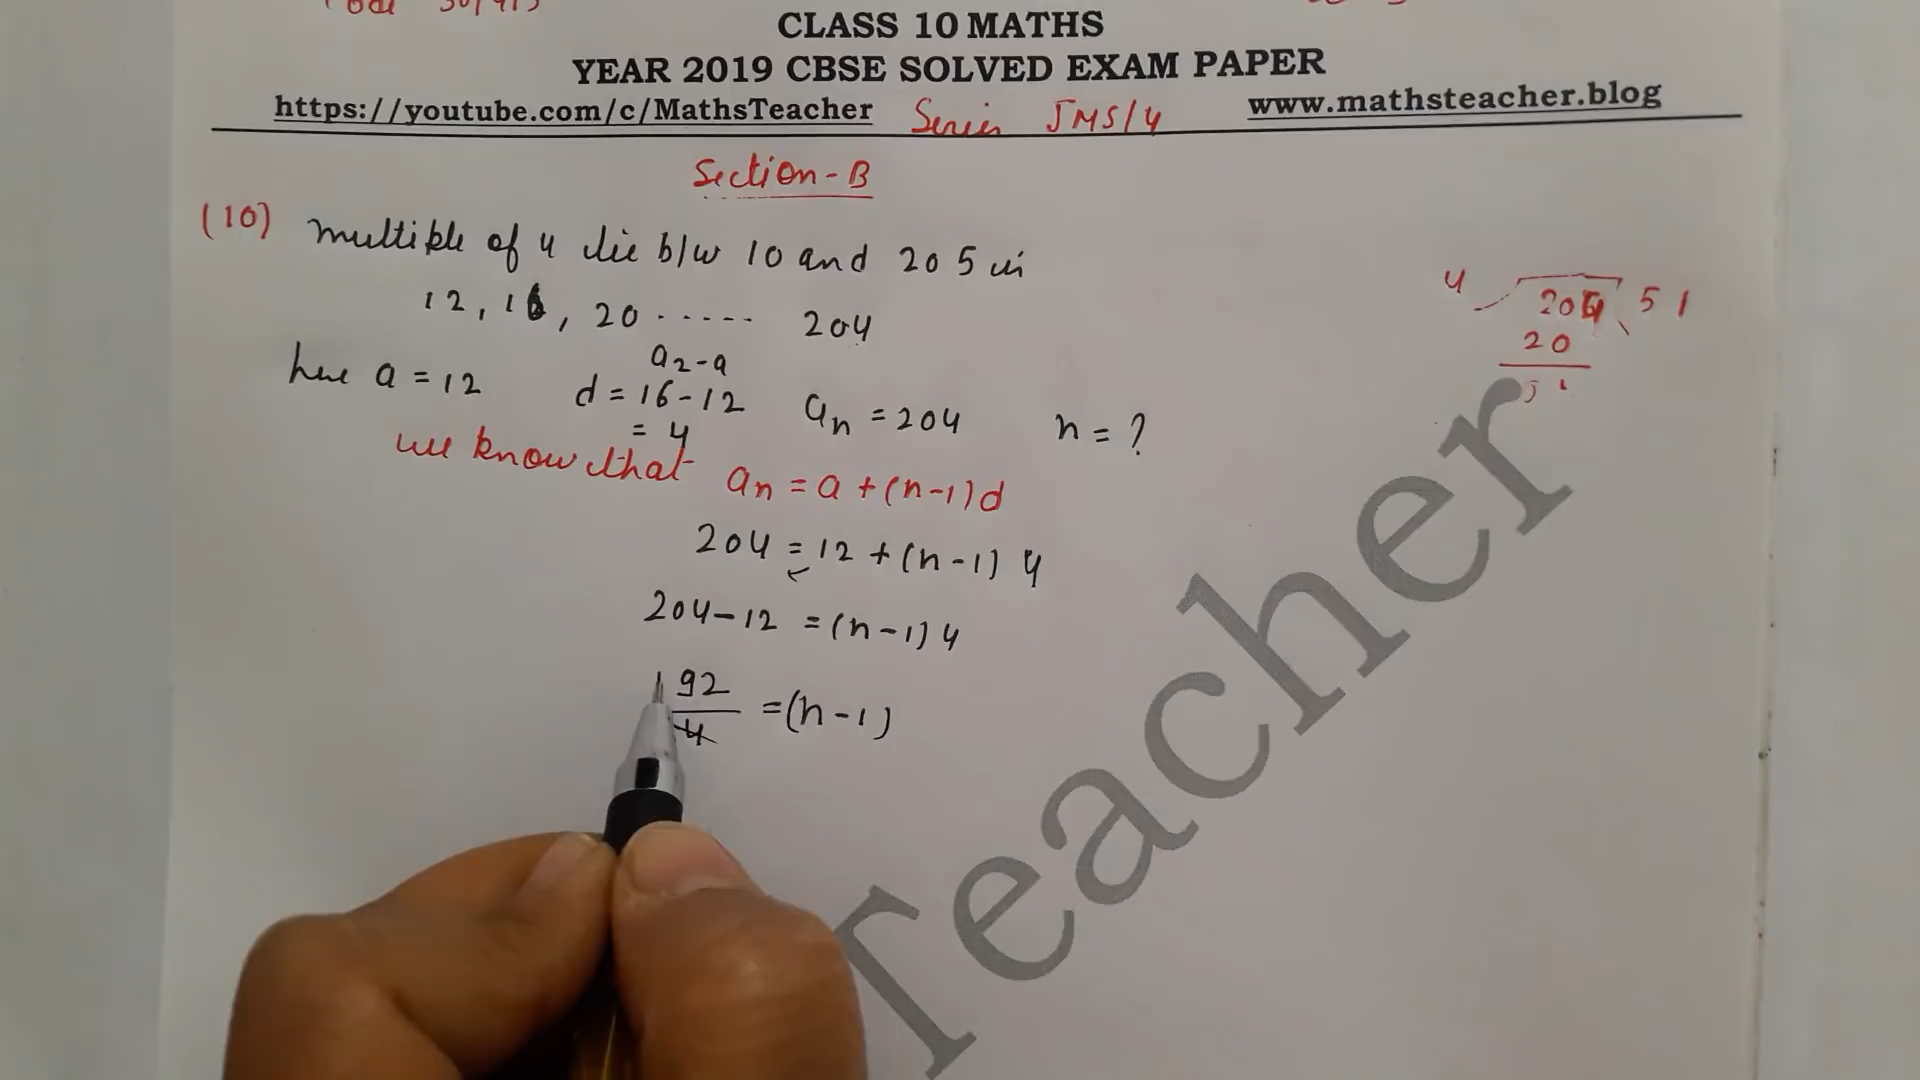 CLASS 10 MATHS
YEAR 2019 CBSE SOLVED EXAM PAPER
https://youtube.com/c/MathsTeacher Series JMS/4 www.mathsteacher.blog
Section-B
(10) Multiple of 4 lie b/w 10 and 205 is
12, 16, 20 ..... 204
a2-a
here a = 12 d = 16-12 an = 204 n = ?
= 4
we know that an = a + (n-1)d
204 = 12 + (n-1) 4
204-12 = (n-1) 4
192
4
= (n-1)
4 204 51
20
Teacher